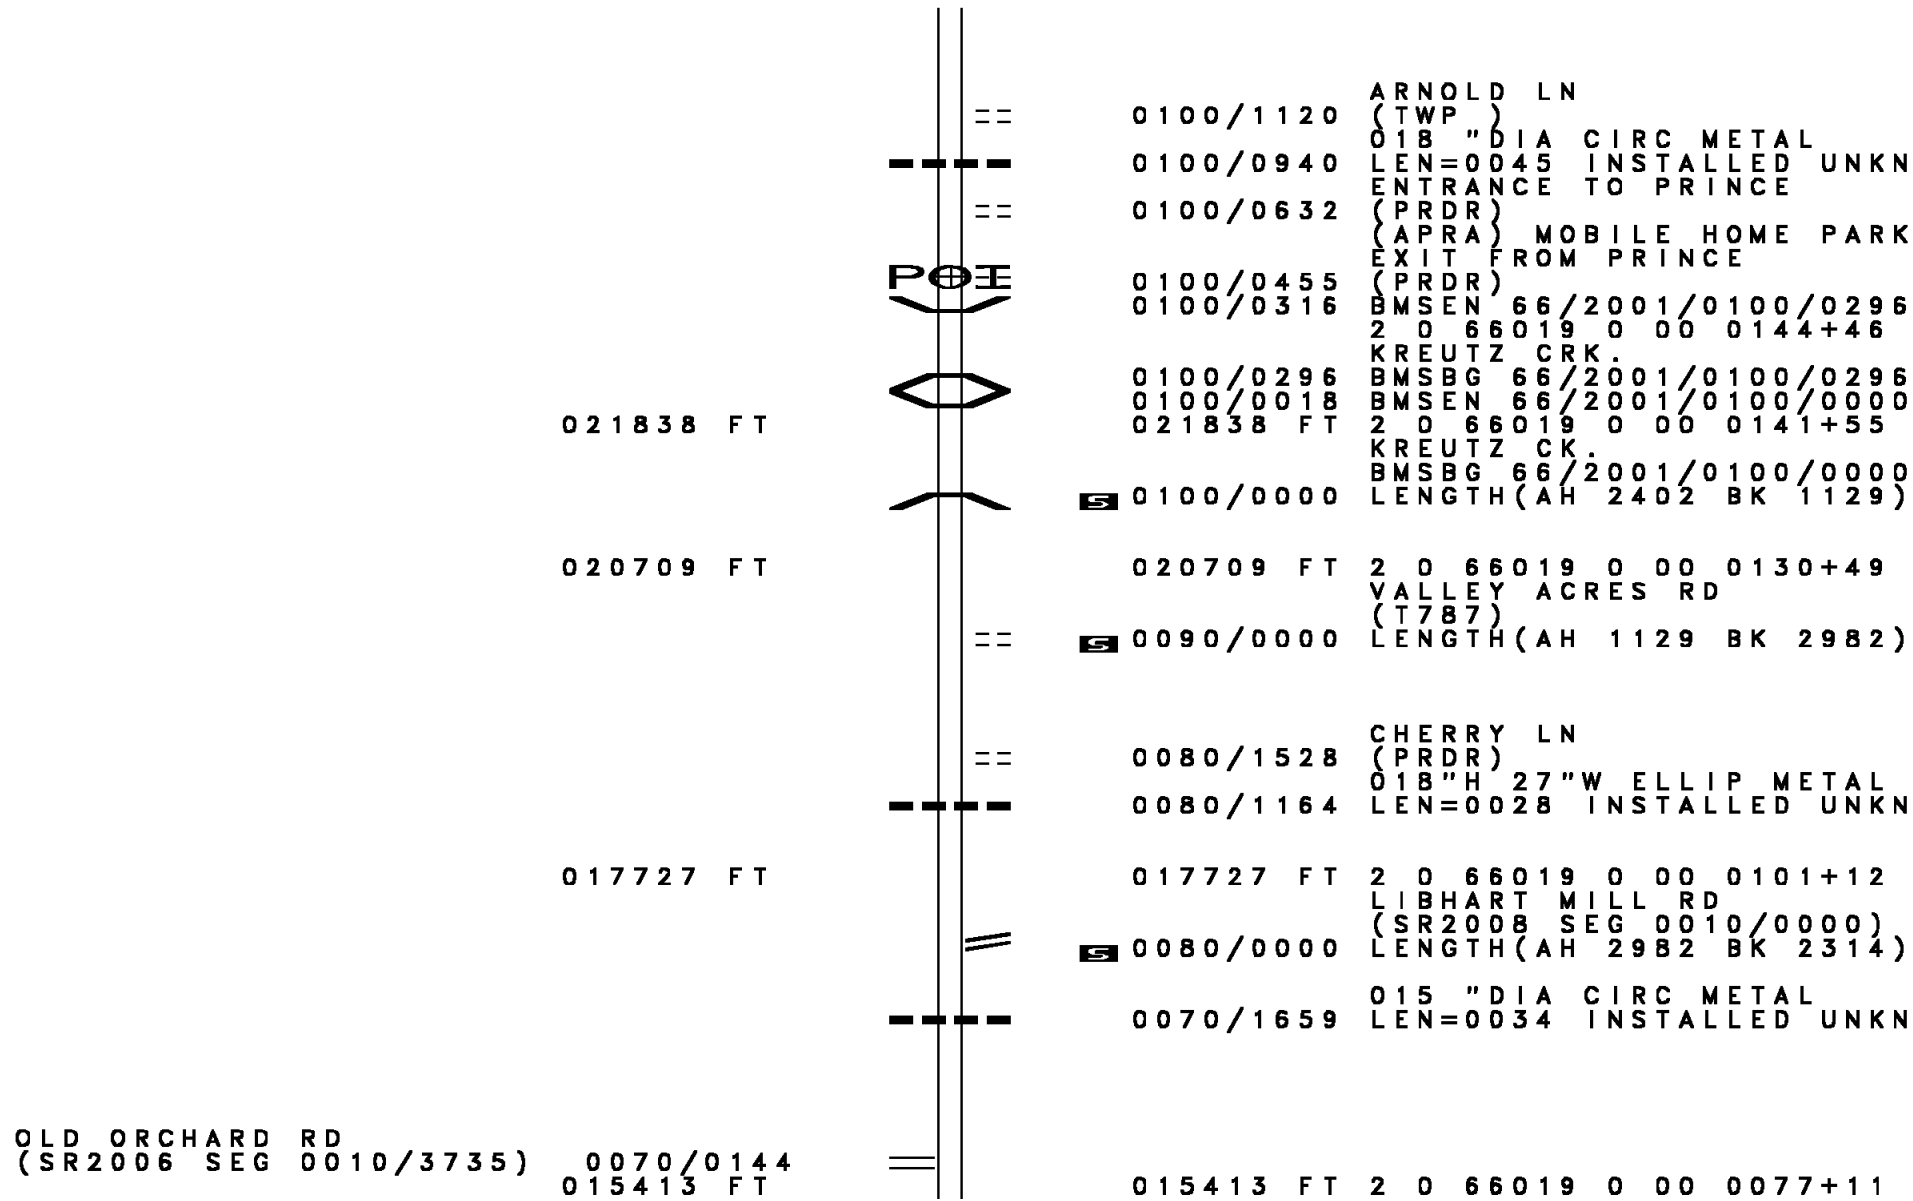 ARNOLD LN
0100/1120 (TWP )
018 "DIA CIRC METAL
0100/0940 LEN=0045 INSTALLED UNKN
ENTRANCE TO PRINCE
0100/0632 (PRDR)
(APRA) MOBILE HOME PARK
EXIT FROM PRINCE
POI 0100/0455 (PRDR)
0100/0316 BMSEN 66/2001/0100/0296
2 0 66019 0 00 0144+46
KREUTZ CRK.
0100/0296 BMSBG 66/2001/0100/0296
0100/0018 BMSEN 66/2001/0100/0000
021838 FT 021838 FT 2 0 66019 0 00 0141+55
KREUTZ CK.
BMSBG 66/2001/0100/0000
S 0100/0000 LENGTH(AH 2402 BK 1129)
020709 FT 020709 FT 2 0 66019 0 00 0130+49
VALLEY ACRES RD
(T787)
S 0090/0000 LENGTH(AH 1129 BK 2982)
CHERRY LN
0080/1528 (PRDR)
018"H 27"W ELLIP METAL
0080/1164 LEN=0028 INSTALLED UNKN
017727 FT 017727 FT 2 0 66019 0 00 0101+12
LIBHART MILL RD
(SR2008 SEG 0010/0000)
S 0080/0000 LENGTH(AH 2982 BK 2314)
015 "DIA CIRC METAL
0070/1659 LEN=0034 INSTALLED UNKN
OLD ORCHARD RD
(SR2006 SEG 0010/3735) 0070/0144
015413 FT 015413 FT 2 0 66019 0 00 0077+11